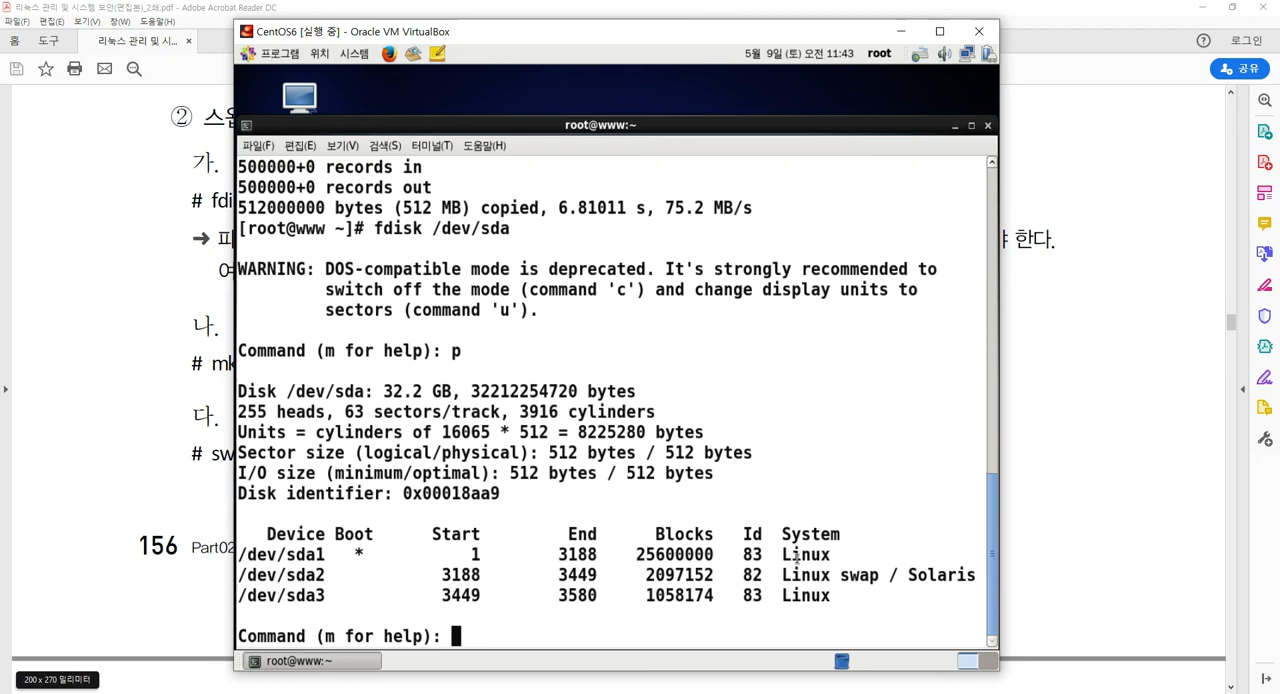 리눅스 관리 및 시스템 보안(편집본)_2쇄.pdf - Adobe Acrobat Reader DC
파일(F) 편집(E) 보기(V) 창(W) 도움말(H)
홈 도구 리눅스 관리 및 시... ×
로그인
공유
CentOS6 [실행 중] - Oracle VM VirtualBox
프로그램 위치 시스템 5월 9일 (토) 오전 11:43 root
root@www:~
파일(F) 편집(E) 보기(V) 검색(S) 터미널(T) 도움말(H)
500000+0 records in
500000+0 records out
512000000 bytes (512 MB) copied, 6.81011 s, 75.2 MB/s
[root@www ~]# fdisk /dev/sda
WARNING: DOS-compatible mode is deprecated. It's strongly recommended to
switch off the mode (command 'c') and change display units to
sectors (command 'u').
Command (m for help): p
Disk /dev/sda: 32.2 GB, 32212254720 bytes
255 heads, 63 sectors/track, 3916 cylinders
Units = cylinders of 16065 * 512 = 8225280 bytes
Sector size (logical/physical): 512 bytes / 512 bytes
I/O size (minimum/optimal): 512 bytes / 512 bytes
Disk identifier: 0x00018aa9
Device Boot Start End Blocks Id System
/dev/sda1 * 1 3188 25600000 83 Linux
/dev/sda2 3188 3449 2097152 82 Linux swap / Solaris
/dev/sda3 3449 3580 1058174 83 Linux
Command (m for help):
root@www:~
②
가.
# fdi
➔ 한다.
나.
# mk
다.
# sw
156 Part02
200 x 270 밀리미터